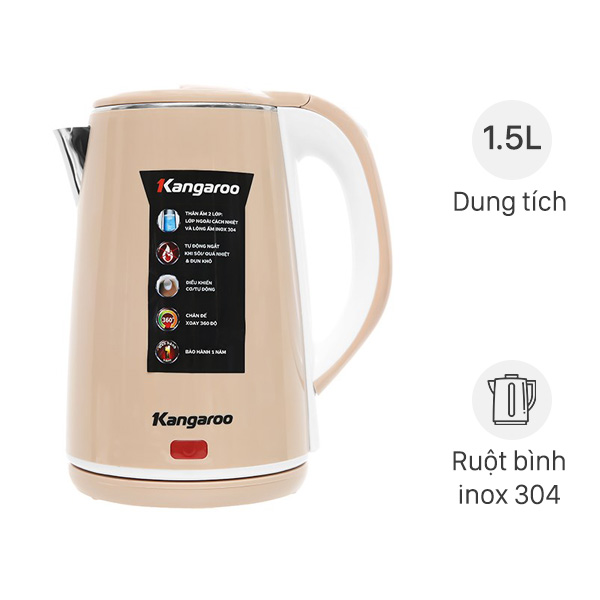 Kangaroo
THÂN ẤM 2 LỚP:
LỚP NGOÀI CÁCH NHIỆT
VÀ LÒNG ẤM INOX 304
TỰ ĐỘNG NGẮT
KHI SÔI/ QUÁ NHIỆT
& ĐUN KHÔ
ĐIỀU KHIỂN
CƠ/TỰ ĐỘNG
360°
CHÂN ĐẾ
XOAY 360 ĐỘ
BẢO HÀNH 1 NĂM
Kangaroo
1.5L
Dung tích
Ruột bình
inox 304